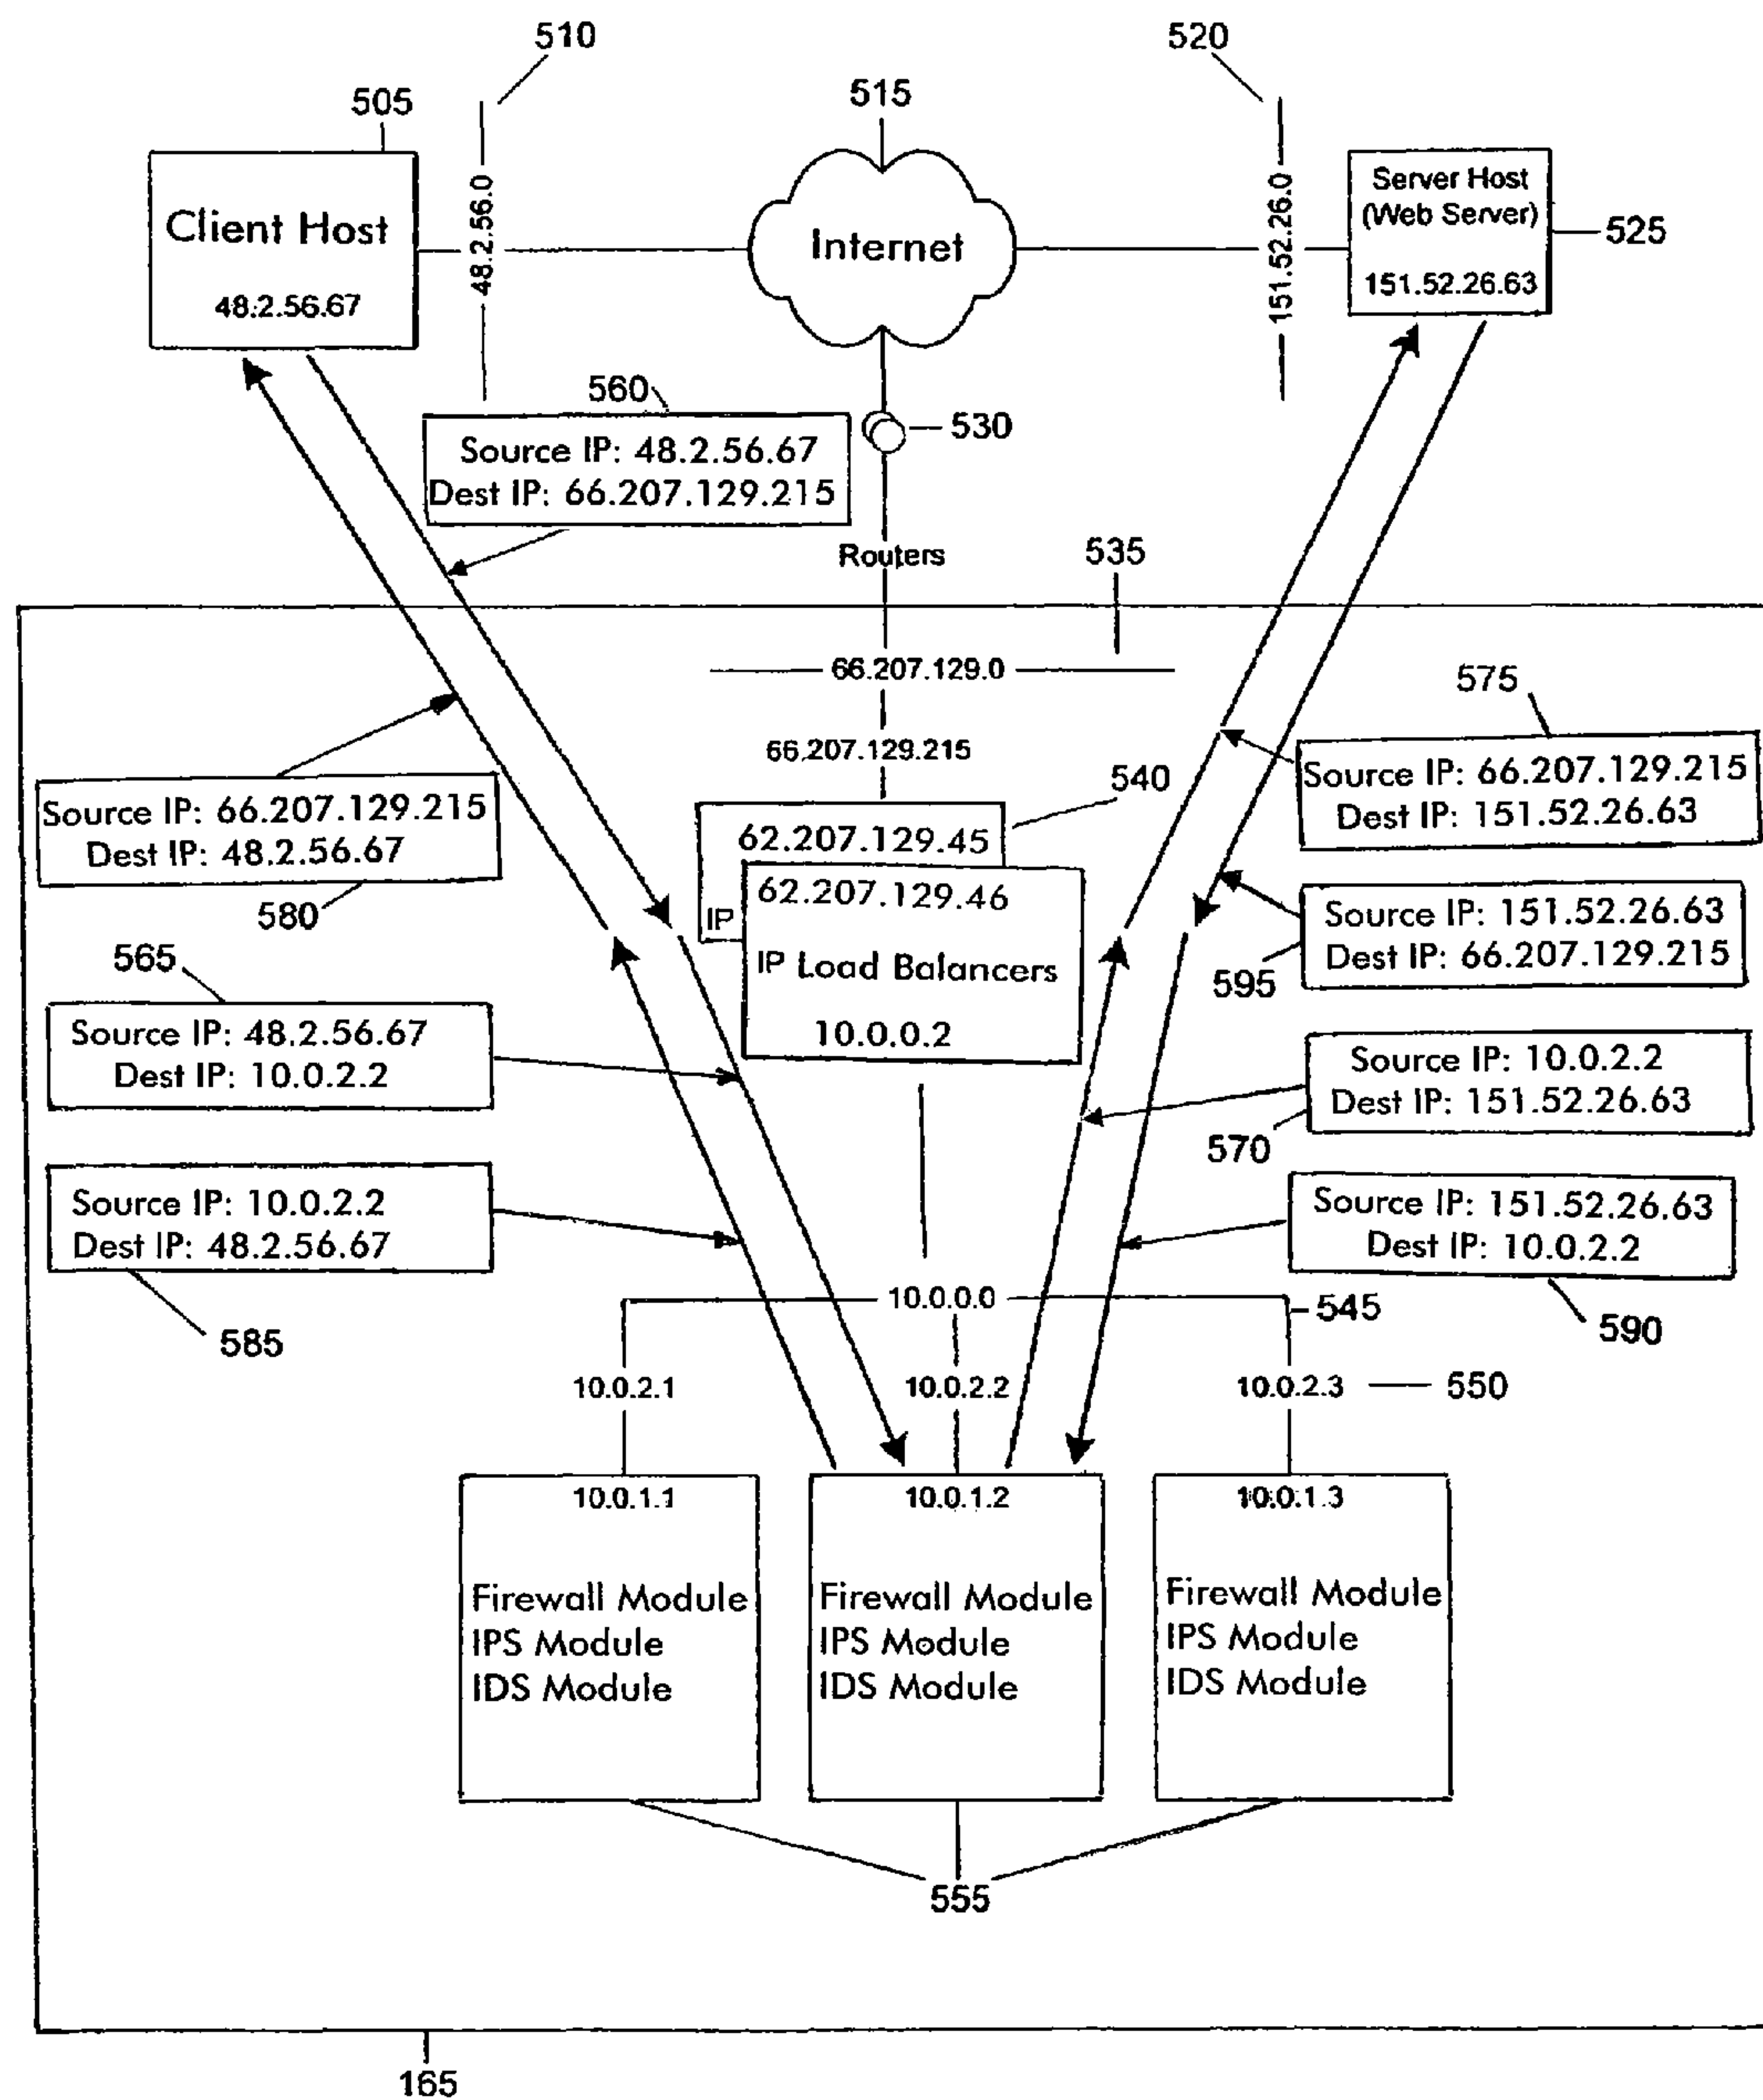 510
520
505
515
Client Host
48.2.56.67
48.2.56.0
Internet
151.52.26.0
Server Host
(Web Server)
151.52.26.63
525
560
Source IP: 48.2.56.67
Dest IP: 66.207.129.215
530
Routers
535
66.207.129.0
66.207.129.215
575
Source IP: 66.207.129.215
Dest IP: 151.52.26.63
540
Source IP: 66.207.129.215
Dest IP: 48.2.56.67
580
62.207.129.45
IP
62.207.129.46
IP Load Balancers
10.0.0.2
Source IP: 151.52.26.63
Dest IP: 66.207.129.215
595
565
Source IP: 48.2.56.67
Dest IP: 10.0.2.2
Source IP: 10.0.2.2
Dest IP: 151.52.26.63
570
Source IP: 10.0.2.2
Dest IP: 48.2.56.67
585
Source IP: 151.52.26.63
Dest IP: 10.0.2.2
590
10.0.0.0
545
10.0.2.1
10.0.2.2
10.0.2.3
550
10.0.1.1
Firewall Module
IPS Module
IDS Module
10.0.1.2
Firewall Module
IPS Module
IDS Module
10.0.1.3
Firewall Module
IPS Module
IDS Module
555
165